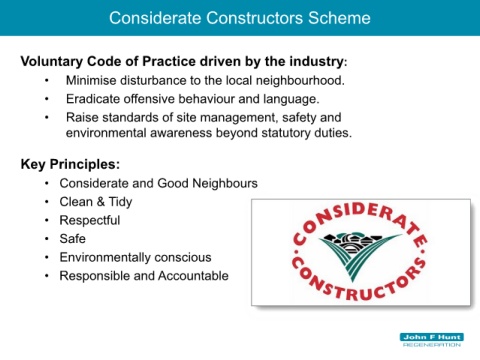 Considerate Constructors Scheme
Voluntary Code of Practice driven by the industry:
• Minimise disturbance to the local neighbourhood.
• Eradicate offensive behaviour and language.
• Raise standards of site management, safety and
environmental awareness beyond statutory duties.
Key Principles:
• Considerate and Good Neighbours
• Clean & Tidy
• Respectful
• Safe
• Environmentally conscious
• Responsible and Accountable
CONSIDERATE
• CONSTRUCTORS •
John F Hunt
REGENERATION